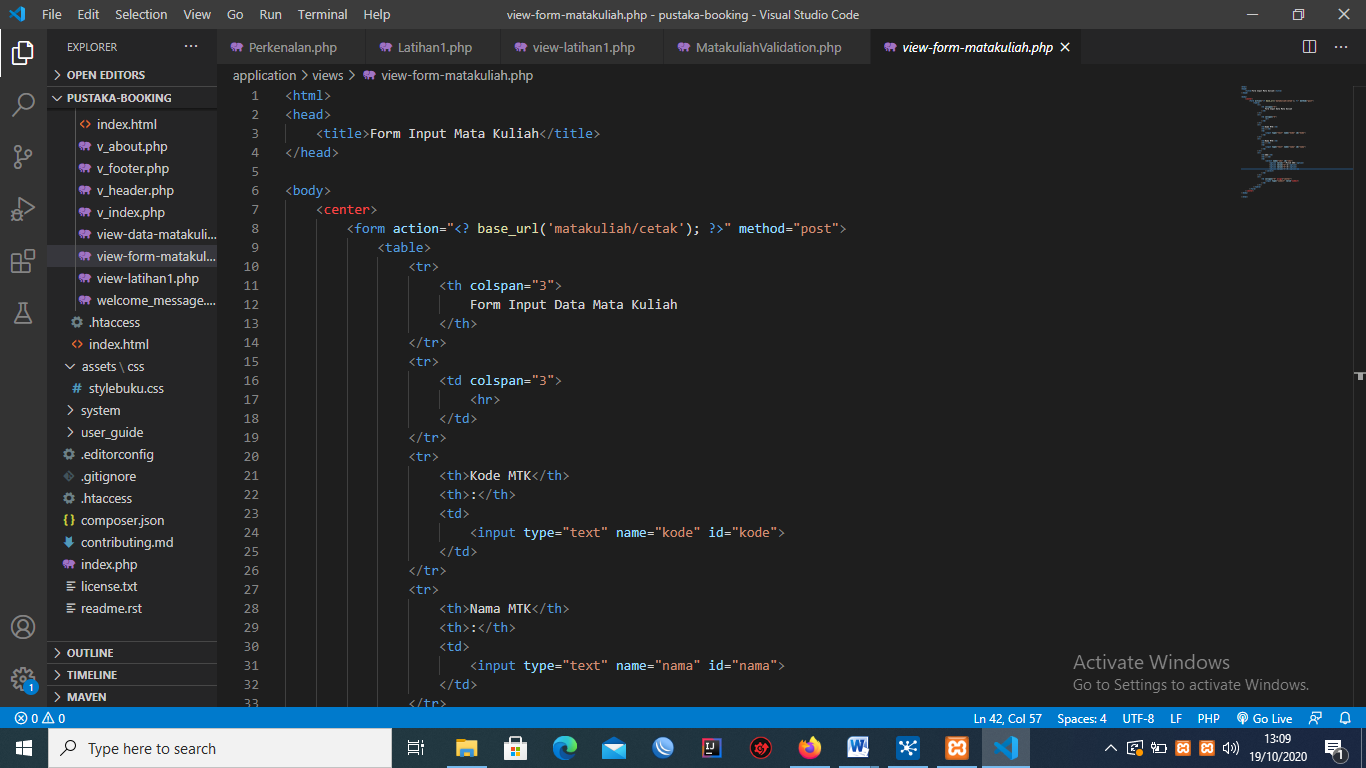 File Edit Selection View Go Run Terminal Help
view-form-matakuliah.php - pustaka-booking - Visual Studio Code
EXPLORER
Perkenalan.php
Latihan1.php
view-latihan1.php
MatakuliahValidation.php
view-form-matakuliah.php
OPEN EDITORS
PUSTAKA-BOOKING
index.html
v_about.php
v_footer.php
v_header.php
v_index.php
view-data-matakuli...
view-form-matakul...
view-latihan1.php
welcome_message....
.htaccess
index.html
assets \ css
stylebuku.css
system
user_guide
.editorconfig
.gitignore
.htaccess
composer.json
contributing.md
index.php
license.txt
readme.rst
OUTLINE
TIMELINE
MAVEN
application > views > view-form-matakuliah.php
1 <html>
2 <head>
3 <title>Form Input Mata Kuliah</title>
4 </head>
5
6 <body>
7 <center>
8 <form action="<? base_url('matakuliah/cetak'); ?>" method="post">
9 <table>
10 <tr>
11 <th colspan="3">
12 Form Input Data Mata Kuliah
13 </th>
14 </tr>
15 <tr>
16 <td colspan="3">
17 <hr>
18 </td>
19 </tr>
20 <tr>
21 <th>Kode MTK</th>
22 <th>:</th>
23 <td>
24 <input type="text" name="kode" id="kode">
25 </td>
26 </tr>
27 <tr>
28 <th>Nama MTK</th>
29 <th>:</th>
30 <td>
31 <input type="text" name="nama" id="nama">
32 </td>
33 </tr>
Activate Windows
Go to Settings to activate Windows.
1
0 0
Ln 42, Col 57 Spaces: 4 UTF-8 LF PHP Go Live
Type here to search
13:09
19/10/2020
1